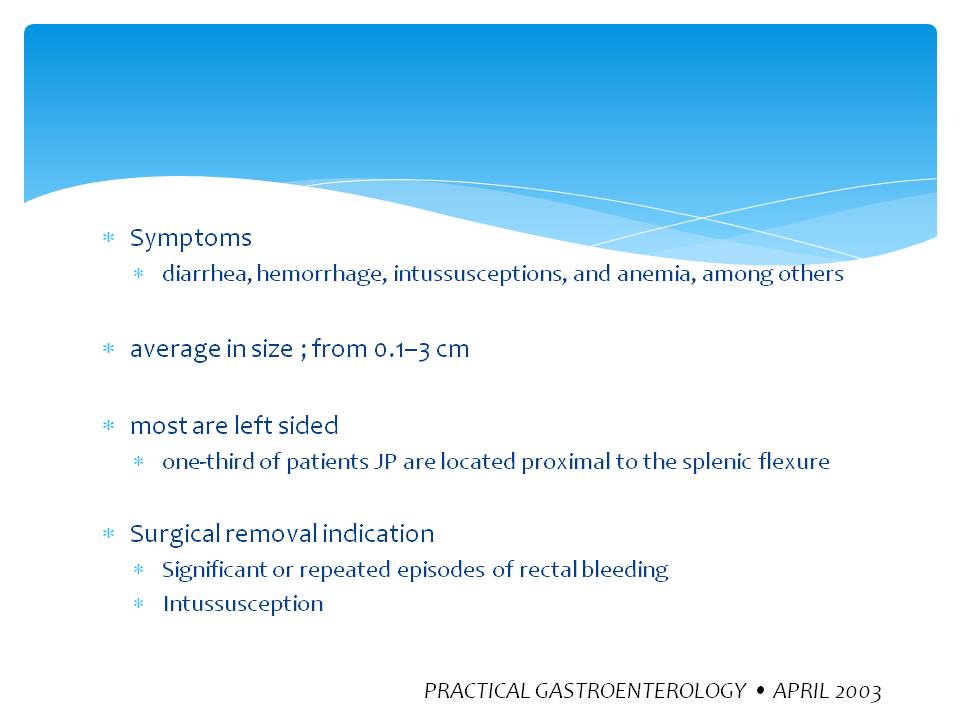 * Symptoms
* diarrhea, hemorrhage, intussusceptions, and anemia, among others
* average in size ; from 0.1–3 cm
* most are left sided
* one-third of patients JP are located proximal to the splenic flexure
* Surgical removal indication
* Significant or repeated episodes of rectal bleeding
* Intussusception
PRACTICAL GASTROENTEROLOGY • APRIL 2003